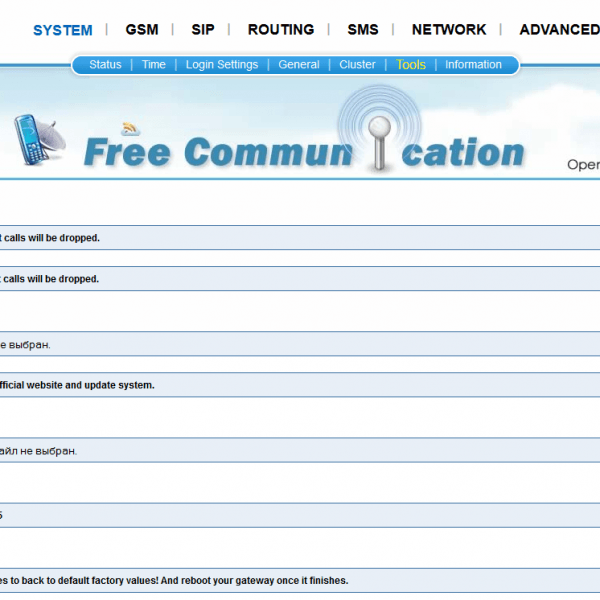 SYSTEM | GSM | SIP | ROUTING | SMS | NETWORK | ADVANCED
Status | Time | Login Settings | General | Cluster | Tools | Information
Free Communication
Oper
t calls will be dropped.
t calls will be dropped.
е выбран.
fficial website and update system.
айл не выбран.
es to back to default factory values! And reboot your gateway once it finishes.